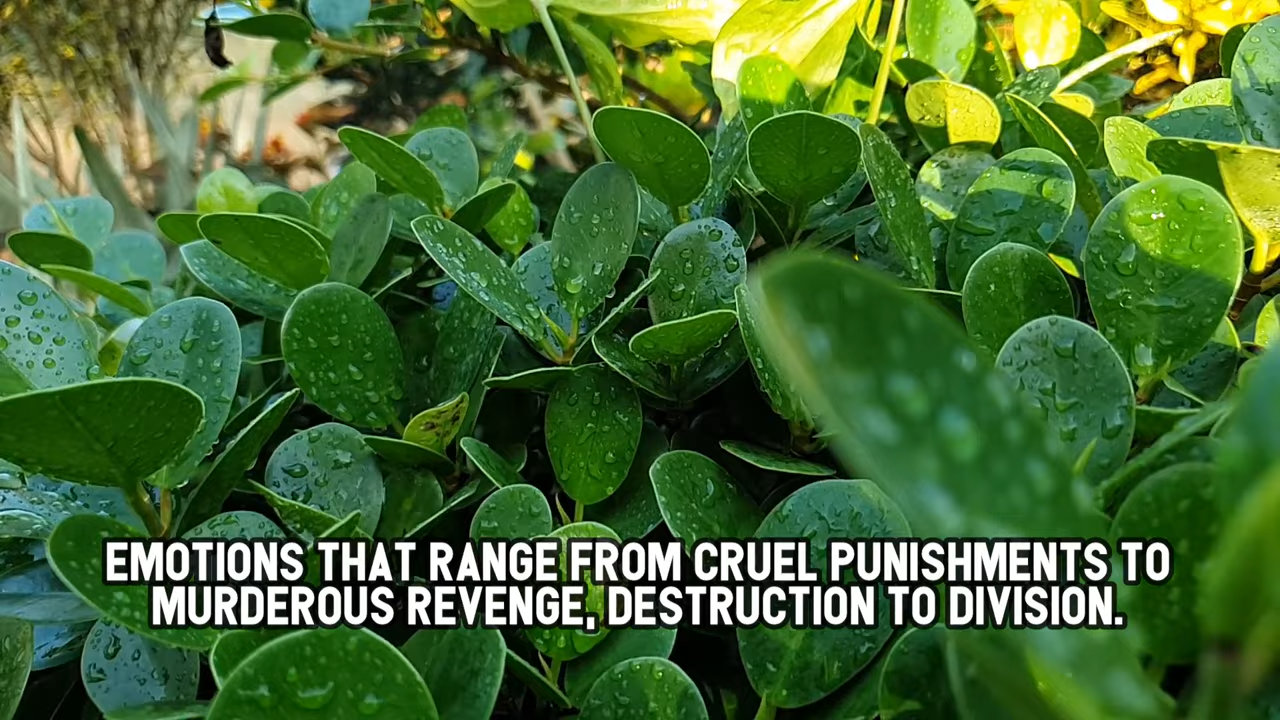 EMOTIONS THAT RANGE FROM CRUEL PUNISHMENTS TO
MURDEROUS REVENGE, DESTRUCTION TO DIVISION.